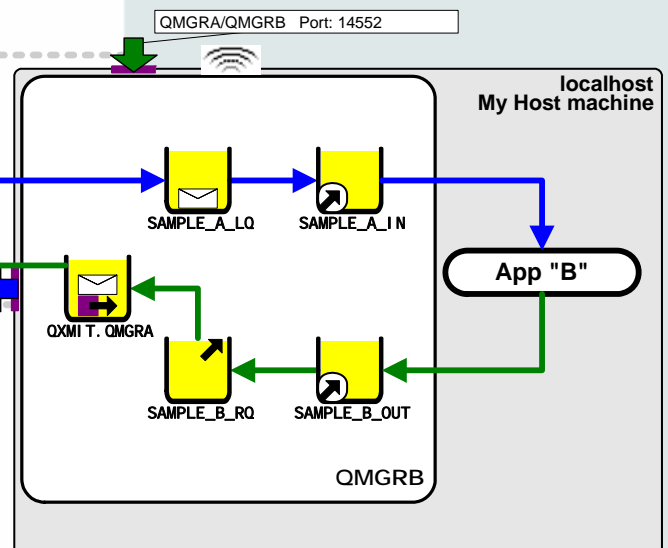 QMGRA/QMGRB Port: 14552
localhost
My Host machine
SAMPLE_A_LQ
SAMPLE_A_IN
App "B"
QXMIT.QMGRA
SAMPLE_B_RQ
SAMPLE_B_OUT
QMGRB